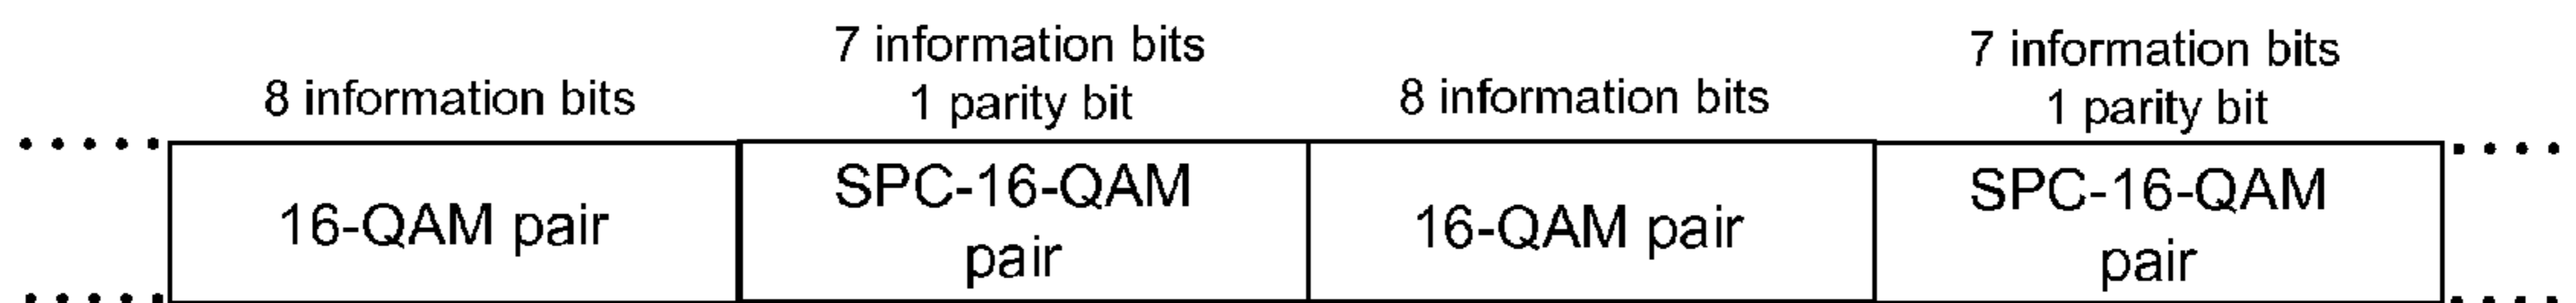 8 information bits
7 information bits
1 parity bit
8 information bits
7 information bits
1 parity bit
16-QAM pair
SPC-16-QAM
pair
16-QAM pair
SPC-16-QAM
pair